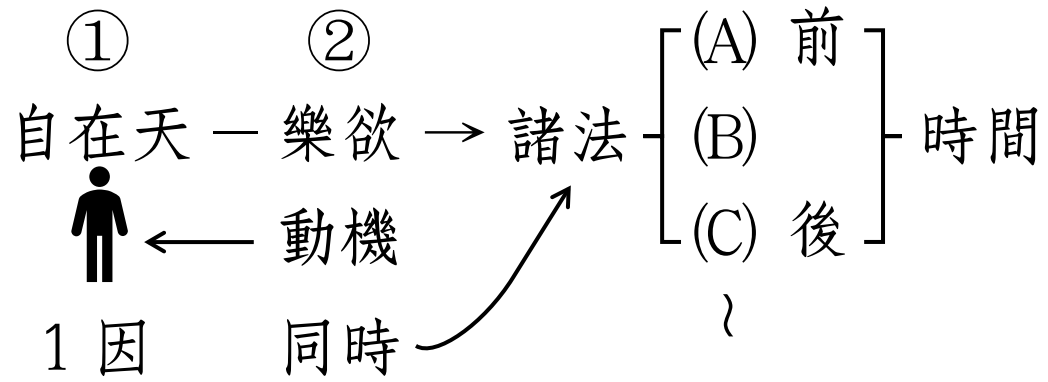 ① ② (A) 前
自在天 — 樂欲 → 諸法 (B) 時間
動機 (C) 後
~
1 因 同時